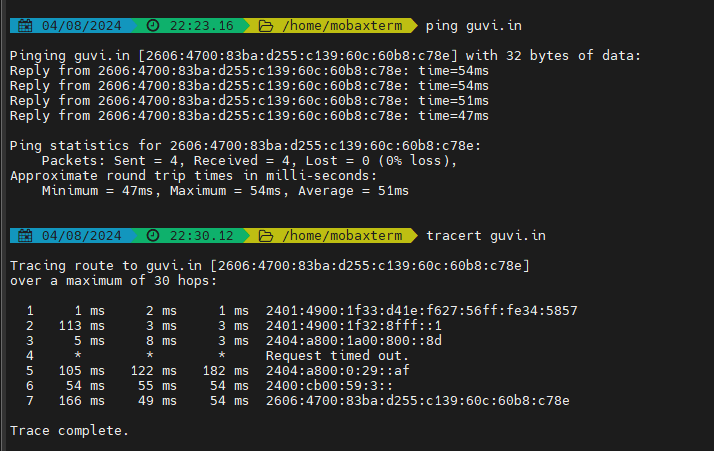 04/08/2024 22:23.16 /home/mobaxterm ping guvi.in
Pinging guvi.in [2606:4700:83ba:d255:c139:60c:60b8:c78e] with 32 bytes of data:
Reply from 2606:4700:83ba:d255:c139:60c:60b8:c78e: time=54ms
Reply from 2606:4700:83ba:d255:c139:60c:60b8:c78e: time=54ms
Reply from 2606:4700:83ba:d255:c139:60c:60b8:c78e: time=51ms
Reply from 2606:4700:83ba:d255:c139:60c:60b8:c78e: time=47ms
Ping statistics for 2606:4700:83ba:d255:c139:60c:60b8:c78e:
Packets: Sent = 4, Received = 4, Lost = 0 (0% loss),
Approximate round trip times in milli-seconds:
Minimum = 47ms, Maximum = 54ms, Average = 51ms
04/08/2024 22:30.12 /home/mobaxterm tracert guvi.in
Tracing route to guvi.in [2606:4700:83ba:d255:c139:60c:60b8:c78e]
over a maximum of 30 hops:
1 1 ms 2 ms 1 ms 2401:4900:1f33:d41e:f627:56ff:fe34:5857
2 113 ms 3 ms 3 ms 2401:4900:1f32:8fff::1
3 5 ms 8 ms 3 ms 2404:a800:1a00:800::8d
4 * * * Request timed out.
5 105 ms 122 ms 182 ms 2404:a800:0:29::af
6 54 ms 55 ms 54 ms 2400:cb00:59:3::
7 166 ms 49 ms 54 ms 2606:4700:83ba:d255:c139:60c:60b8:c78e
Trace complete.